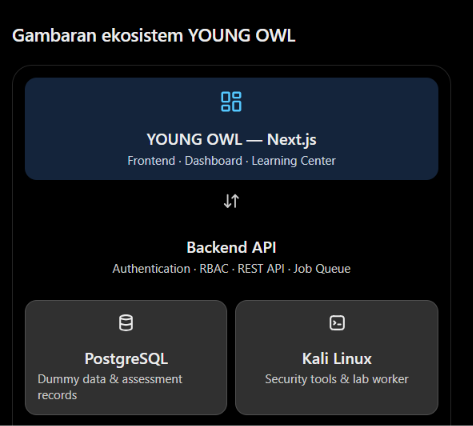 Gambaran ekosistem YOUNG OWL
YOUNG OWL — Next.js
Frontend · Dashboard · Learning Center
Backend API
Authentication · RBAC · REST API · Job Queue
PostgreSQL
Dummy data & assessment
records
Kali Linux
Security tools & lab worker